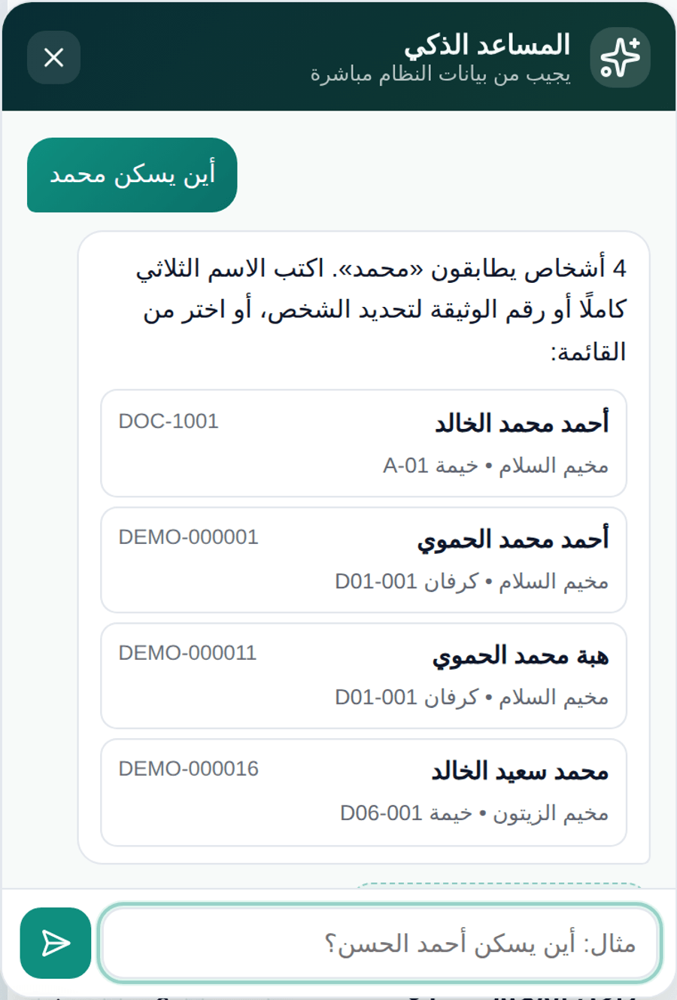 المساعد الذكي
يجيب من بيانات النظام مباشرة
أين يسكن محمد
4 أشخاص يطابقون «محمد». اكتب الاسم الثلاثي
كاملًا أو رقم الوثيقة لتحديد الشخص، أو اختر من
القائمة:
أحمد محمد الخالد DOC-1001
مخيم السلام • خيمة A-01
أحمد محمد الحموي DEMO-000001
مخيم السلام • كرفان D01-001
هبة محمد الحموي DEMO-000011
مخيم السلام • كرفان D01-001
محمد سعيد الخالد DEMO-000016
مخيم الزيتون • خيمة D06-001
مثال: أين يسكن أحمد الحسن؟